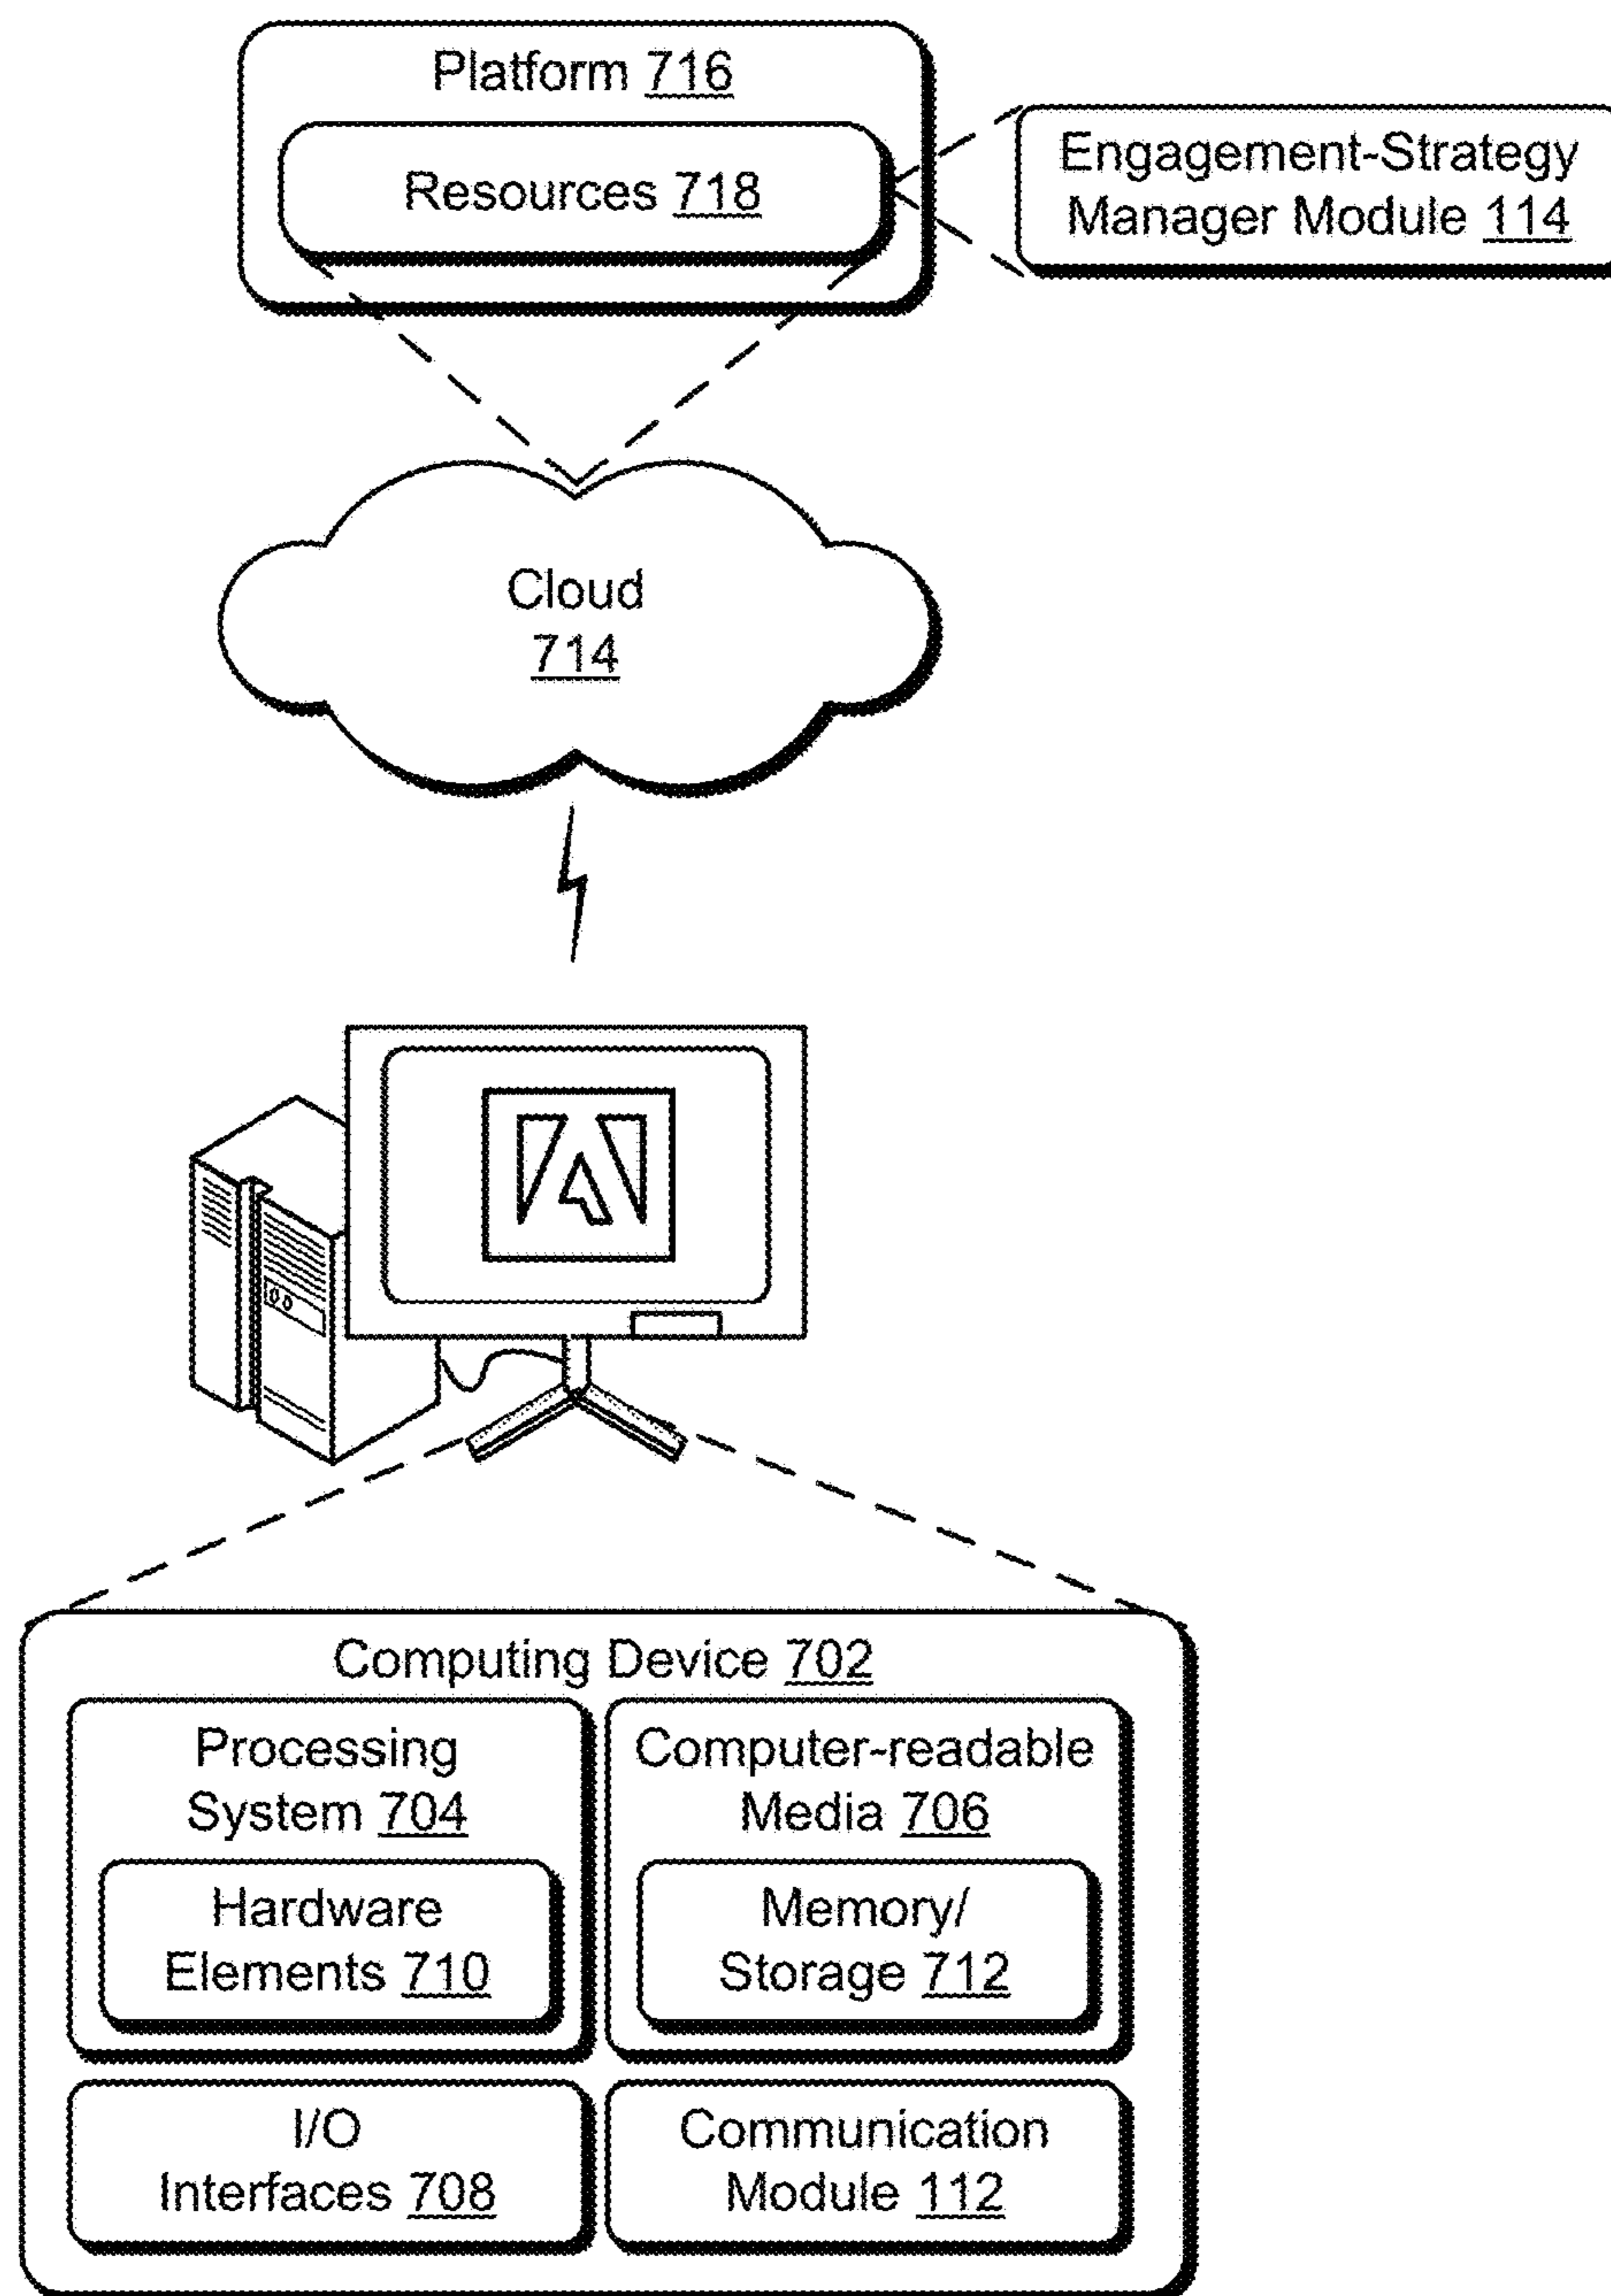 Platform 716
Resources 718
Engagement-Strategy
Manager Module 114
Cloud
714
Computing Device 702
Processing
System 704
Hardware
Elements 710
Computer-readable
Media 706
Memory/
Storage 712
I/O
Interfaces 708
Communication
Module 112